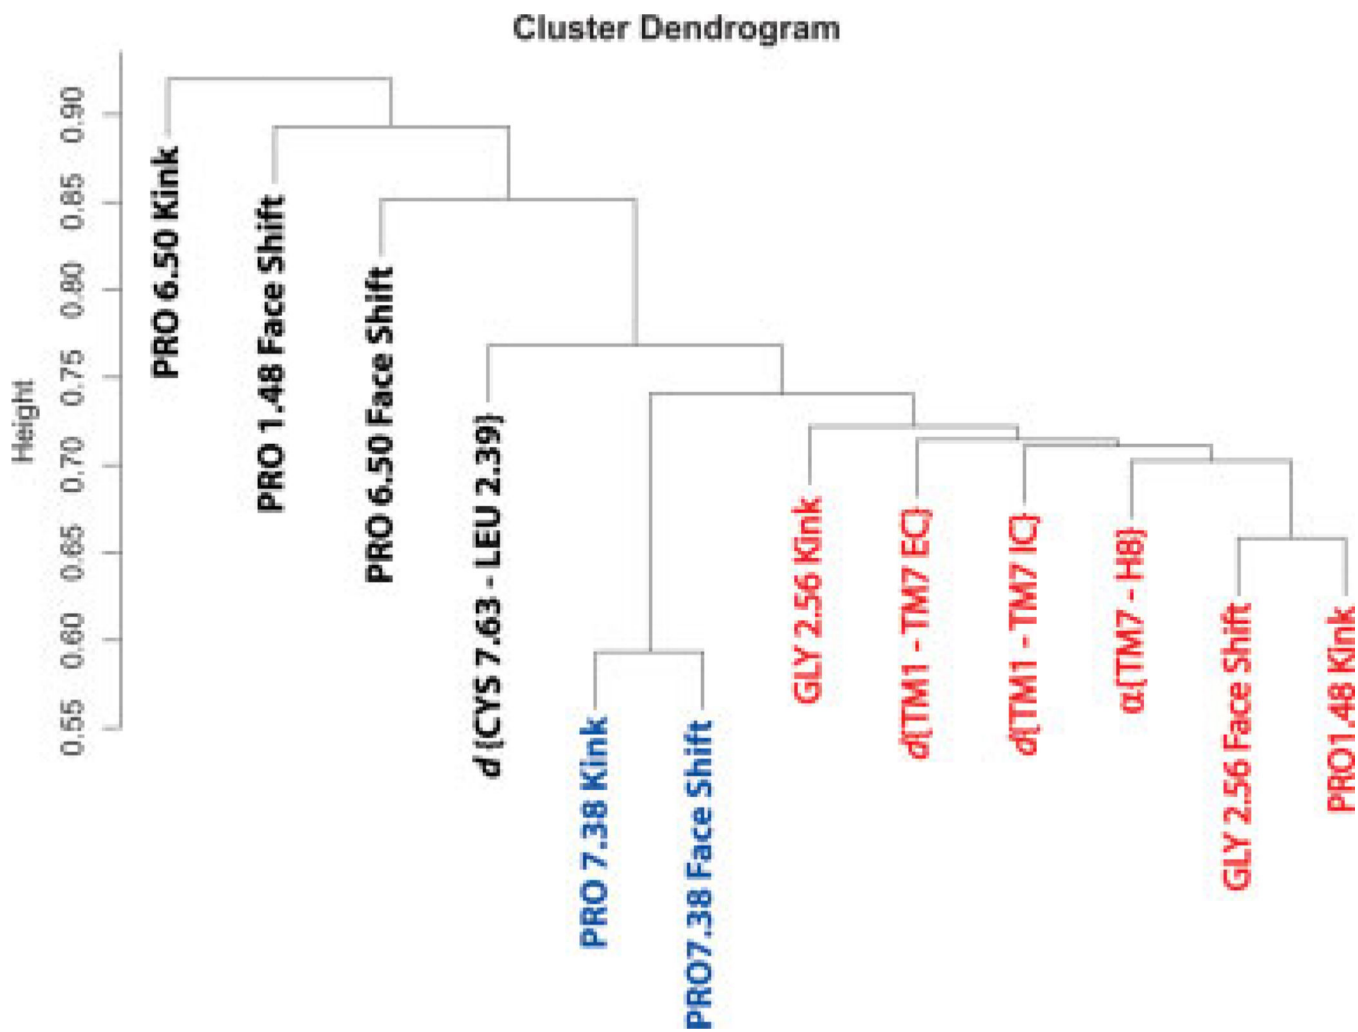 Cluster Dendrogram
Height
0.90
0.85
0.80
0.75
0.70
0.65
0.60
0.55
PRO 6.50 Kink
PRO 1.48 Face Shift
PRO 6.50 Face Shift
d {CYS 7.63 - LEU 2.39}
PRO 7.38 Kink
PRO7.38 Face Shift
GLY 2.56 Kink
d{TM1 - TM7 EC}
d{TM1 - TM7 IC}
α{TM7 - H8}
GLY 2.56 Face Shift
PRO1.48 Kink